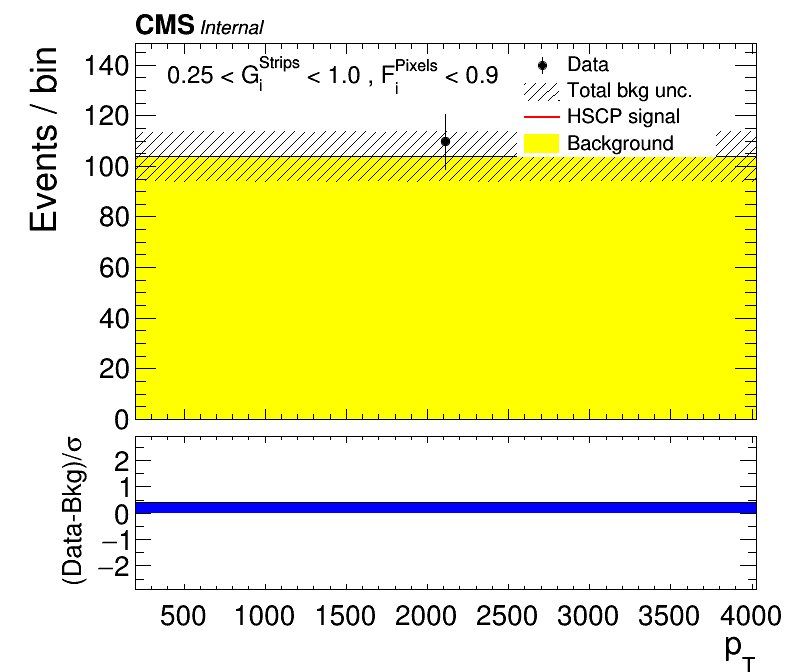 CMS Internal
Events / bin
0.25 < G_i^Strips < 1.0 , F_i^Pixels < 0.9
Data
Total bkg unc.
HSCP signal
Background
140
120
100
80
60
40
20
0
(Data-Bkg)/σ
2
1
0
−1
−2
500 1000 1500 2000 2500 3000 3500 4000
p_T